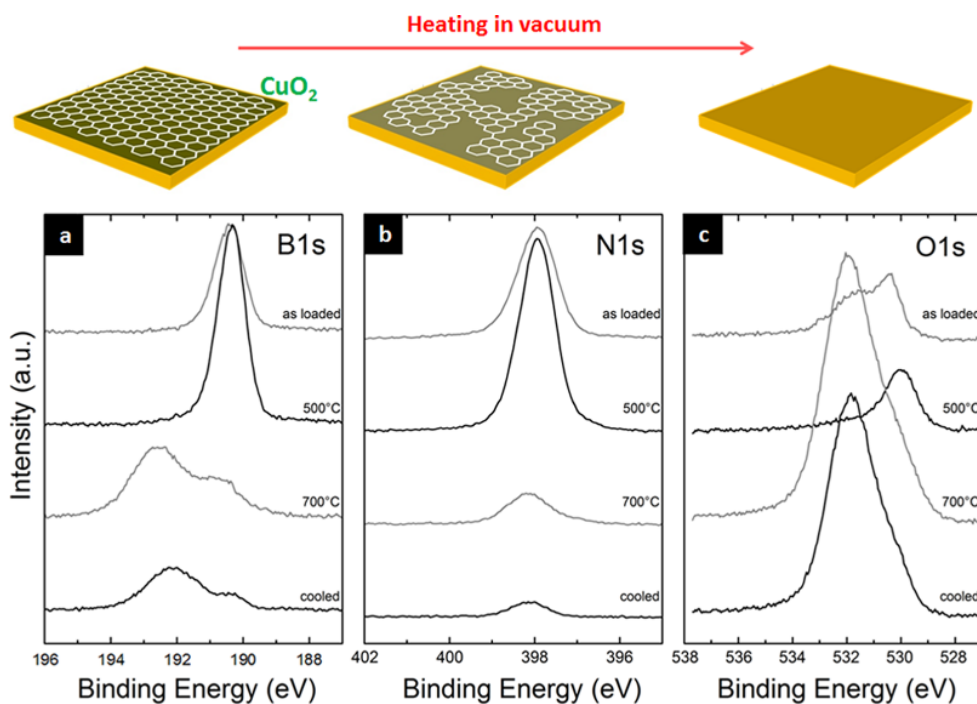 Heating in vacuum
CuO₂
a
B1s
as loaded
500°C
700°C
cooled
196 194 192 190 188
Binding Energy (eV)
Intensity (a.u.)
b
N1s
as loaded
500°C
700°C
cooled
402 400 398 396
Binding Energy (eV)
c
O1s
as loaded
500°C
700°C
cooled
538 536 534 532 530 528
Binding Energy (eV)